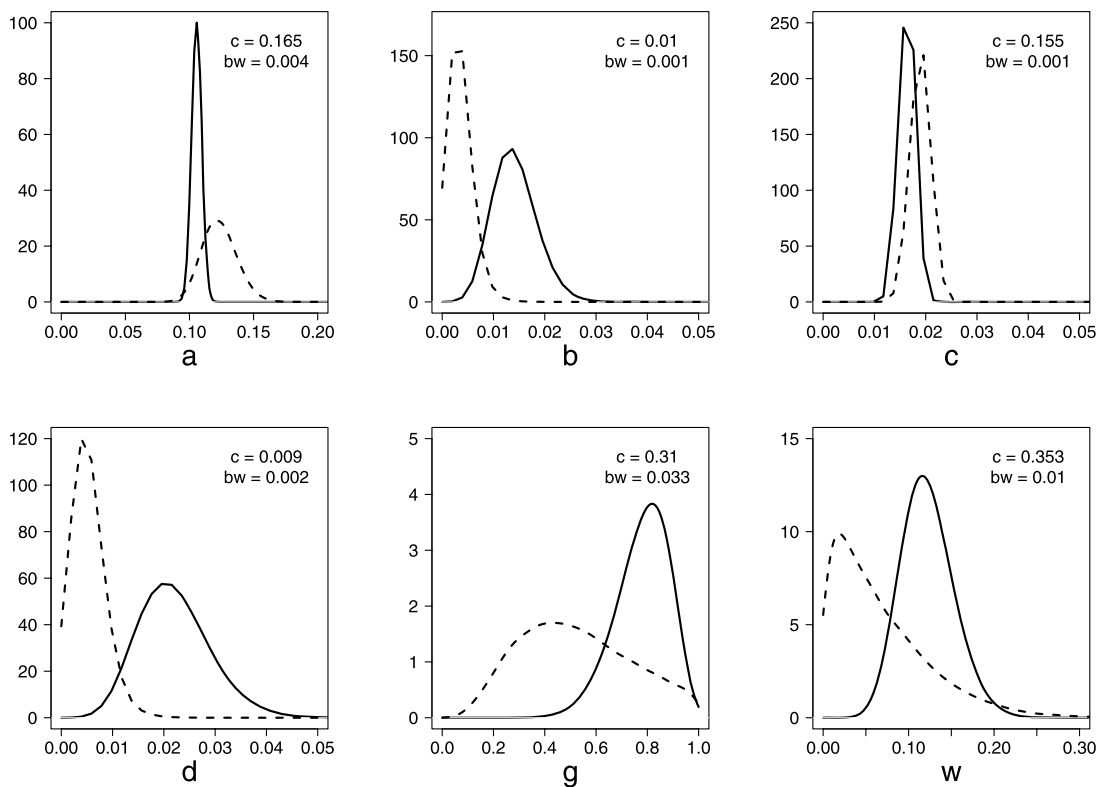 c = 0.165
bw = 0.004
100
80
60
40
20
0
0.00 0.05 0.10 0.15 0.20
a
c = 0.01
bw = 0.001
150
100
50
0
0.00 0.01 0.02 0.03 0.04 0.05
b
c = 0.155
bw = 0.001
250
200
150
100
50
0
0.00 0.01 0.02 0.03 0.04 0.05
c
c = 0.009
bw = 0.002
120
100
80
60
40
20
0
0.00 0.01 0.02 0.03 0.04 0.05
d
c = 0.31
bw = 0.033
5
4
3
2
1
0
0.0 0.2 0.4 0.6 0.8 1.0
g
c = 0.353
bw = 0.01
15
10
5
0
0.00 0.10 0.20 0.30
w